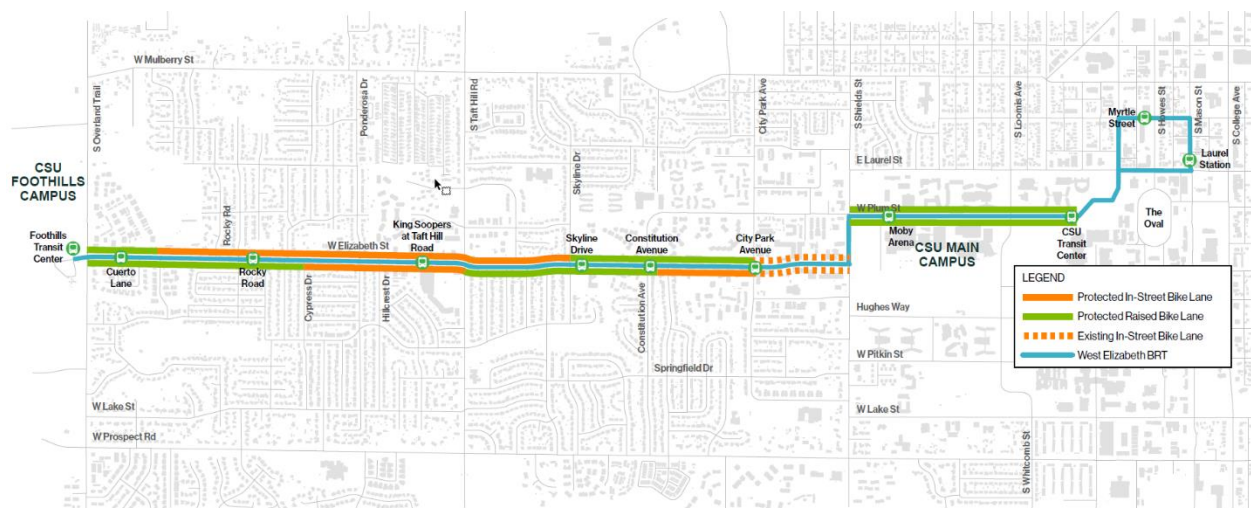 W Mulberry St
S Overland Trail
Ponderosa Dr
S Taft Hill Rd
City Park Ave
S Shields St
S Loomis Ave
S Howes St
S Mason St
S College Ave
Myrtle
Street
Laurel
Station
E Laurel St
CSU
FOOTHILLS
CAMPUS
Skyline Dr
Rocky Rd
W Plum St
Moby
Arena
CSU MAIN
CAMPUS
CSU
Transit
Center
The
Oval
Foothills
Transit
Center
W Elizabeth St
King Soopers
at Taft Hill
Road
Skyline
Drive
Constitution
Avenue
City Park
Avenue
Cuerto
Lane
Rocky
Road
Cypress Dr
Hillcrest Dr
Constitution Ave
Hughes Way
LEGEND
Protected In-Street Bike Lane
Protected Raised Bike Lane
Existing In-Street Bike Lane
West Elizabeth BRT
W Pitkin St
Springfield Dr
W Lake St
W Lake St
W Prospect Rd
S Whitcomb St